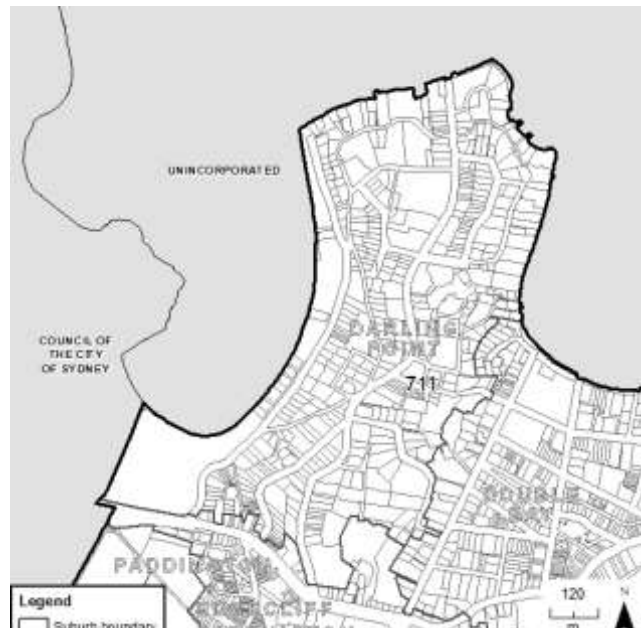 UNINCORPORATED
COUNCIL OF
THE CITY
OF SYDNEY
DARLING
POINT
711
DOUBLE
BAY
PADDINGTON
EDGECLIFF
Legend
Suburb boundary
120
m
N